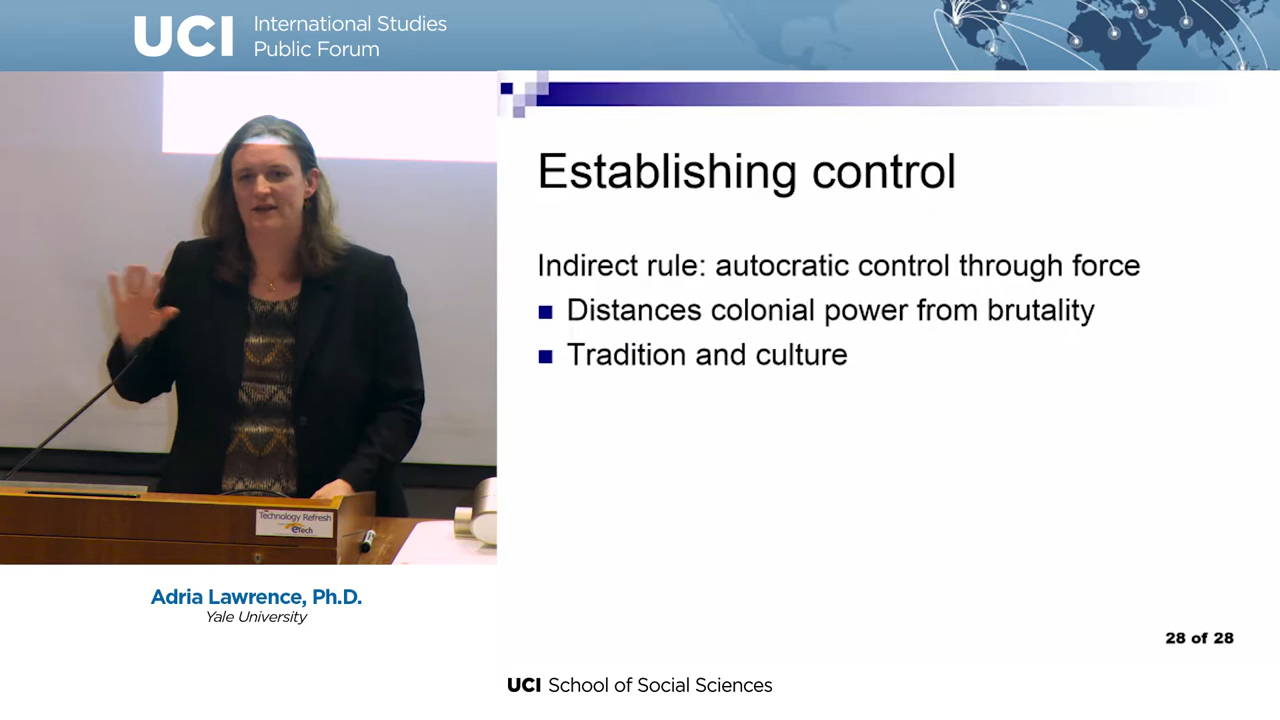 UCI International Studies
Public Forum
Establishing control
Indirect rule: autocratic control through force
Distances colonial power from brutality
Tradition and culture
Technology Refresh
eTech
Adria Lawrence, Ph.D.
Yale University
28 of 28
UCI School of Social Sciences